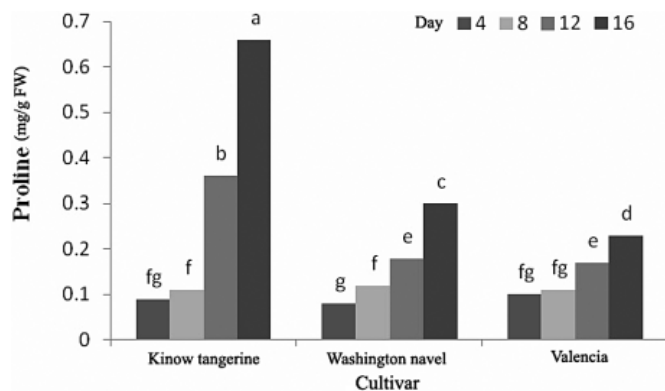 Day 4 8 12 16
0.7
0.6
0.5
0.4
0.3
0.2
0.1
0
Proline (mg/g FW)
fg f b a
g f e c
fg fg e d
Kinow tangerine Washington navel Valencia
Cultivar